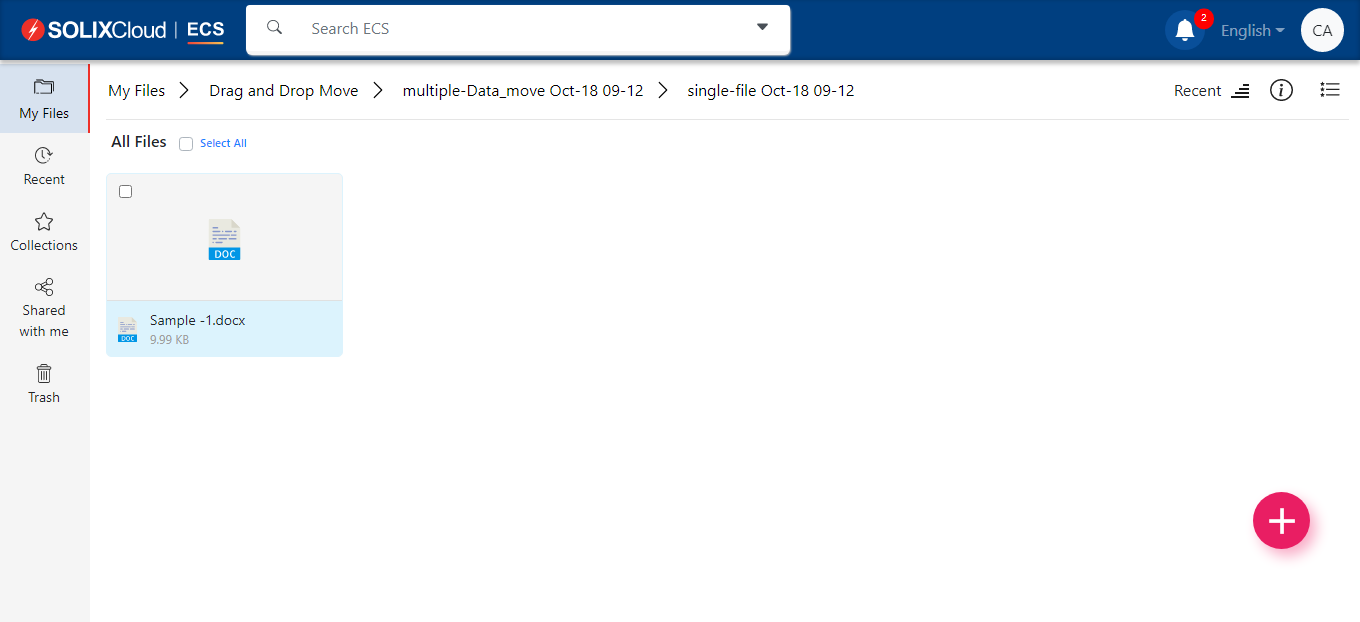 SOLIXCloud | ECS
Search ECS
2
English
CA
My Files
Recent
Collections
Shared
with me
Trash
My Files
Drag and Drop Move
multiple-Data_move Oct-18 09-12
single-file Oct-18 09-12
Recent
All Files
Select All
DOC
DOC
Sample -1.docx
9.99 KB